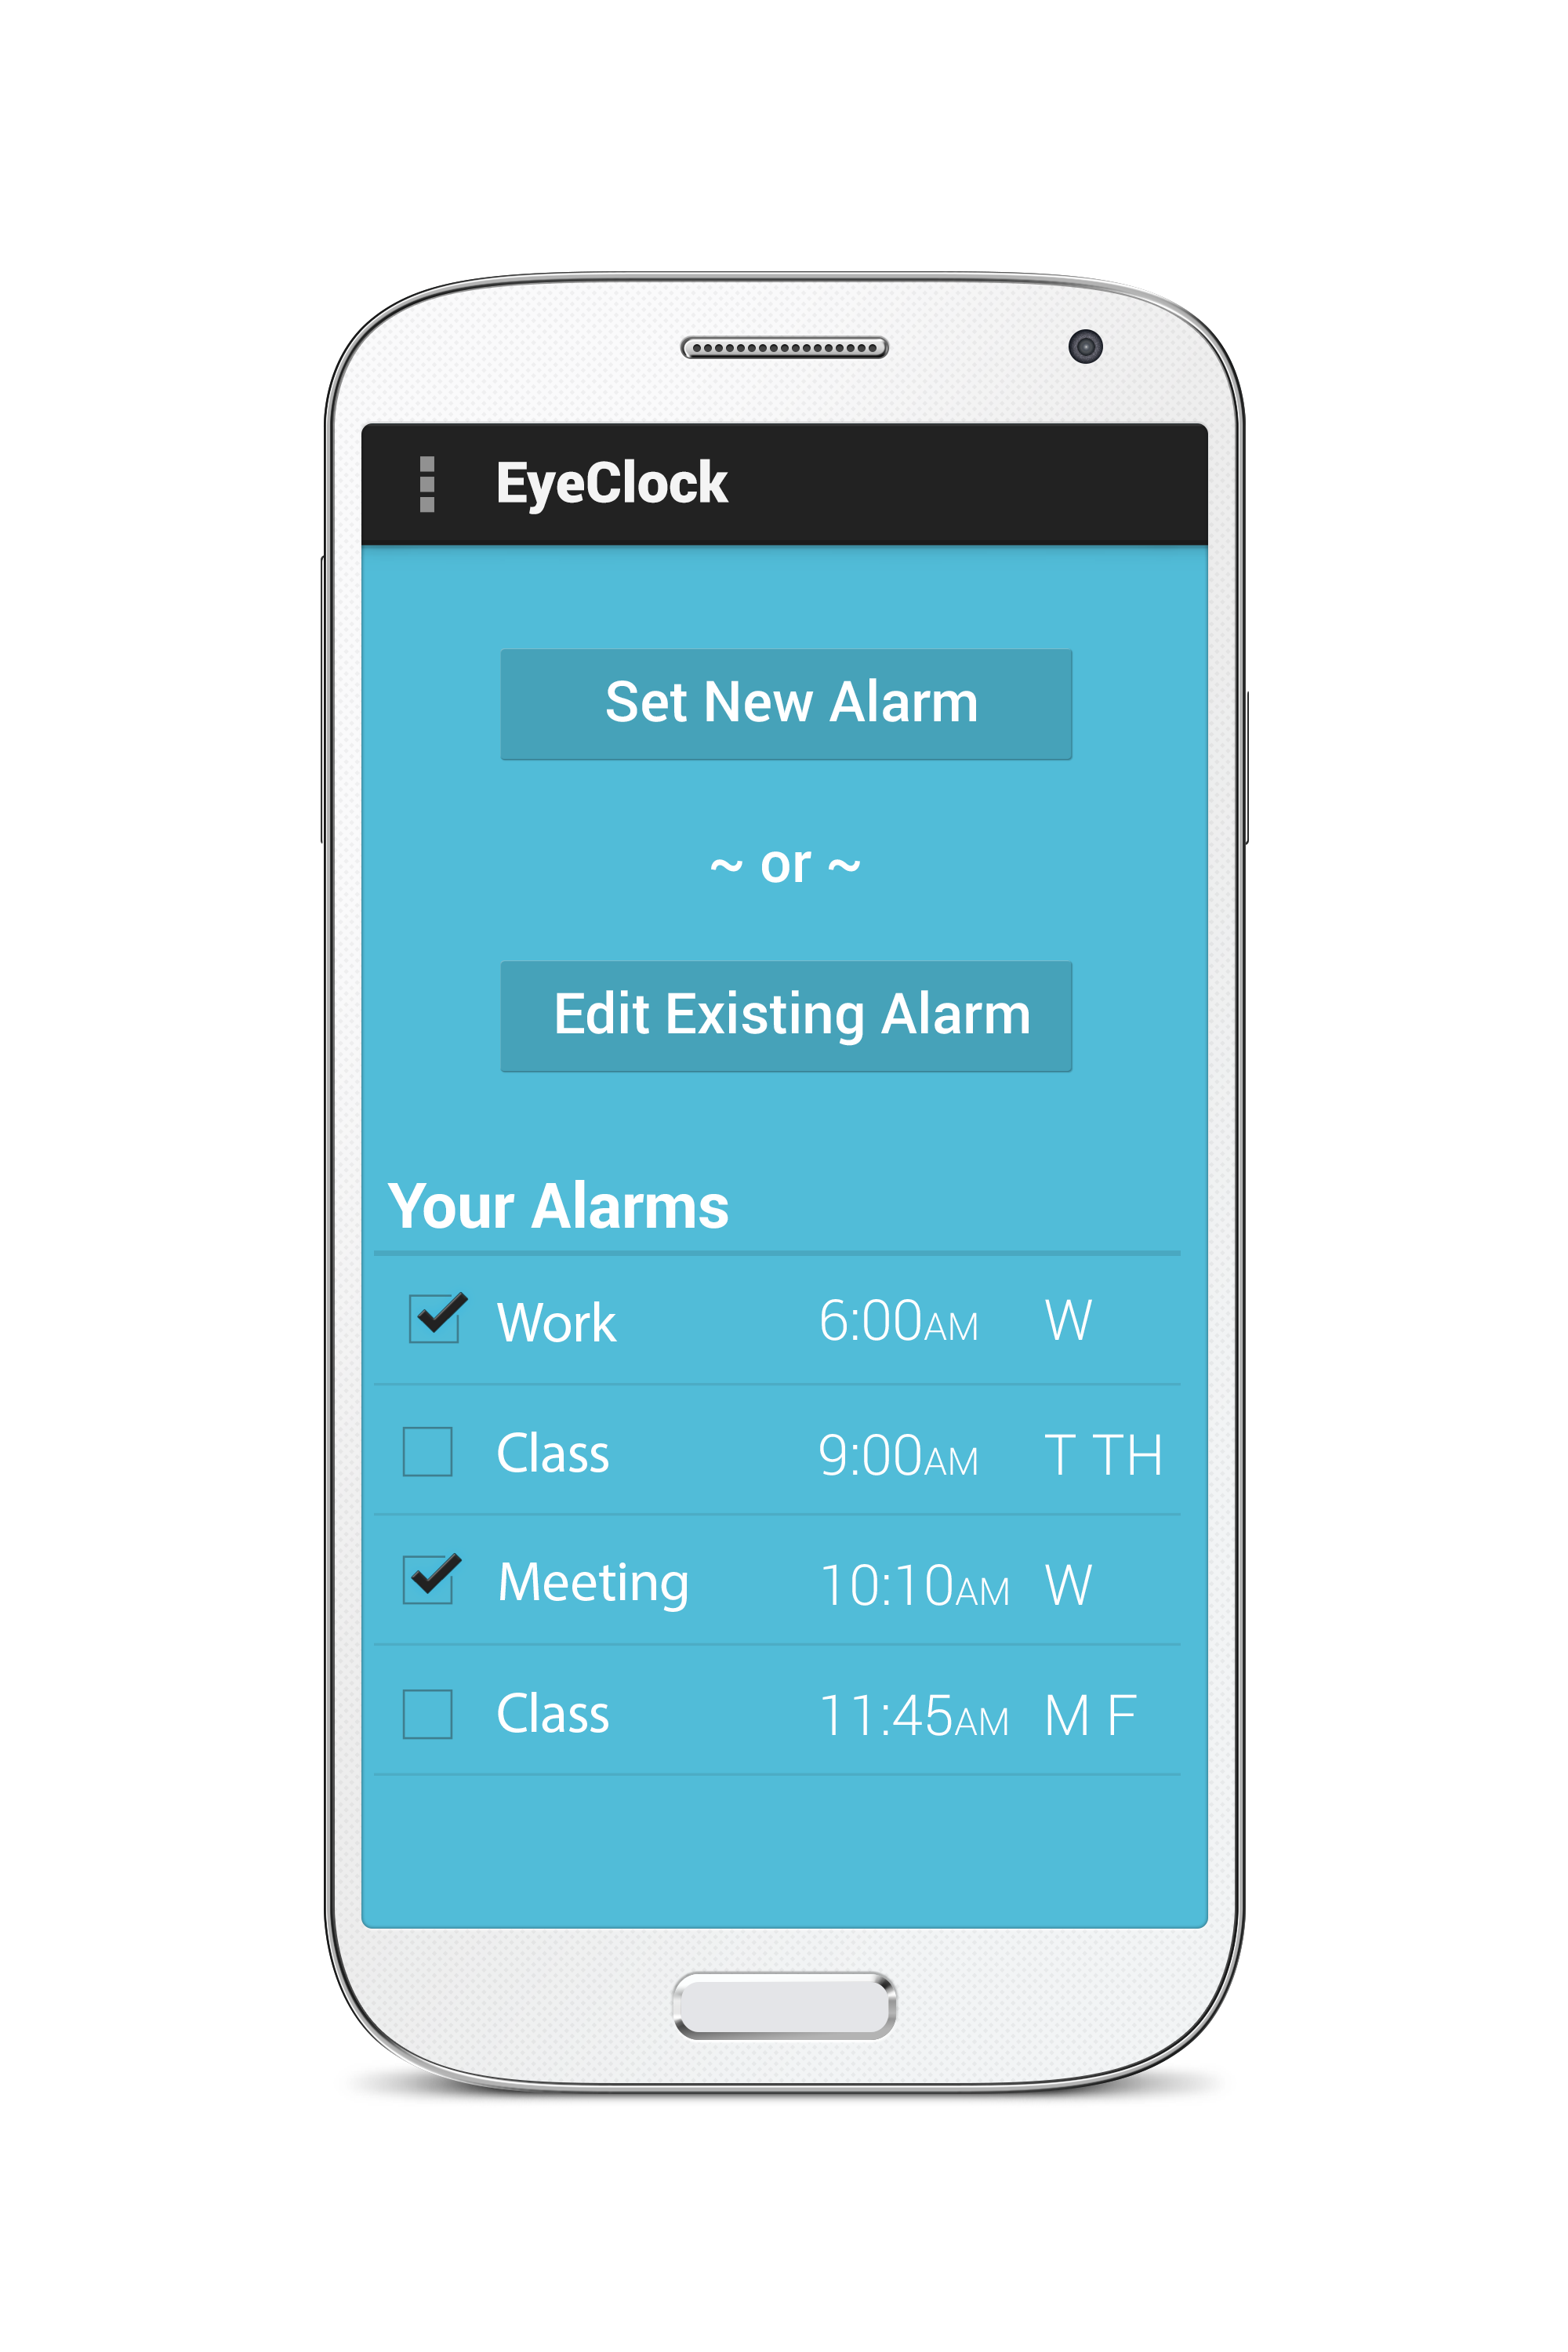 EyeClock
Set New Alarm
~ or ~
Edit Existing Alarm
Your Alarms
Work 6:00AM W
Class 9:00AM T TH
Meeting 10:10AM W
Class 11:45AM M F